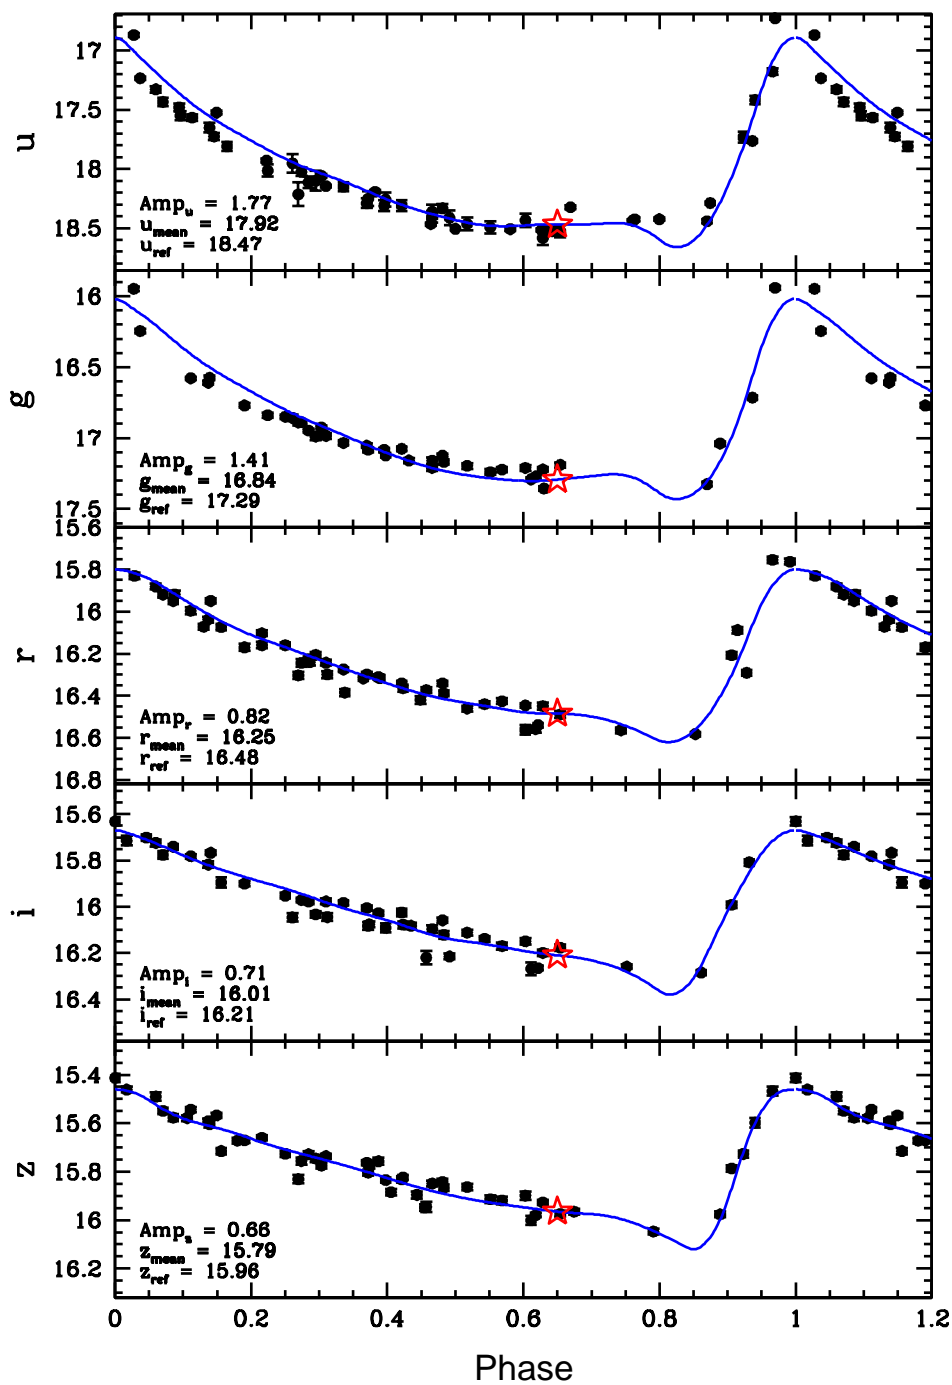 17
17.5
18
18.5
u
Amp_u = 1.77
u_mean = 17.92
u_ref = 18.47
16
16.5
17
17.5
g
Amp_g = 1.41
g_mean = 16.84
g_ref = 17.29
15.6
15.8
16
16.2
16.4
16.6
16.8
r
Amp_r = 0.82
r_mean = 16.25
r_ref = 16.48
15.6
15.8
16
16.2
16.4
i
Amp_i = 0.71
i_mean = 16.01
i_ref = 16.21
15.4
15.6
15.8
16
16.2
z
Amp_z = 0.66
z_mean = 15.79
z_ref = 15.96
0 0.2 0.4 0.6 0.8 1 1.2
Phase